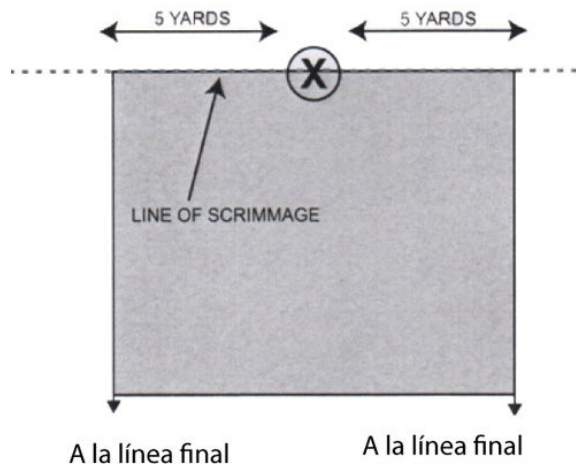 5 YARDS 5 YARDS
X
LINE OF SCRIMMAGE
A la línea final A la línea final